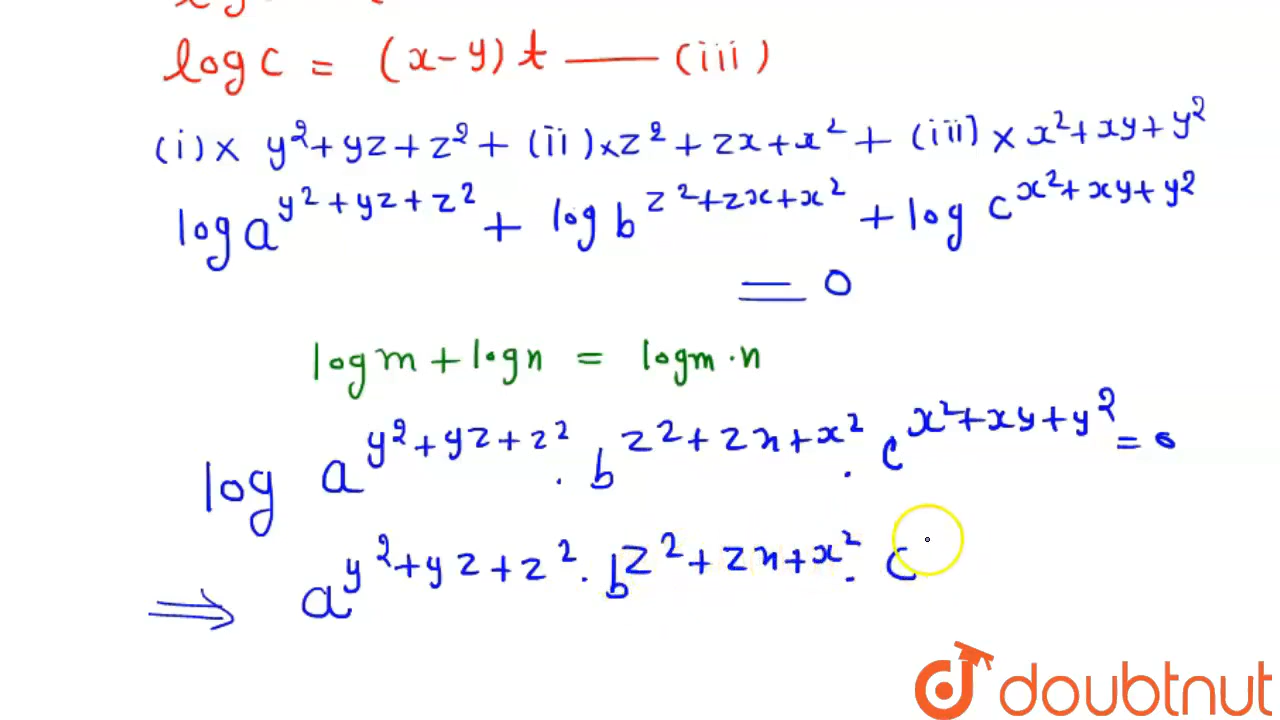 log c = (x-y) t —— (iii)
(i) × y²+yz+z² + (ii) × z²+zx+x² + (iii) × x²+xy+y²
log a^{y²+yz+z²} + log b^{z²+zx+x²} + log c^{x²+xy+y²}
= 0
log m + log n = log m · n
log a^{y²+yz+z²} · b^{z²+zx+x²} · c^{x²+xy+y²} = 0
⇒ a^{y²+yz+z²} · b^{z²+zx+x²} · c
doubtnut